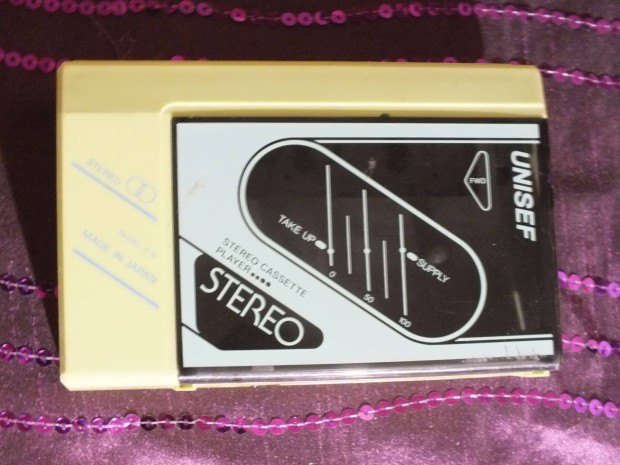 UNISEF
FWD
TAKE UP
SUPPLY
0
50
100
STEREO CASSETTE
PLAYER
STEREO
STEREO
MADE IN JAPAN